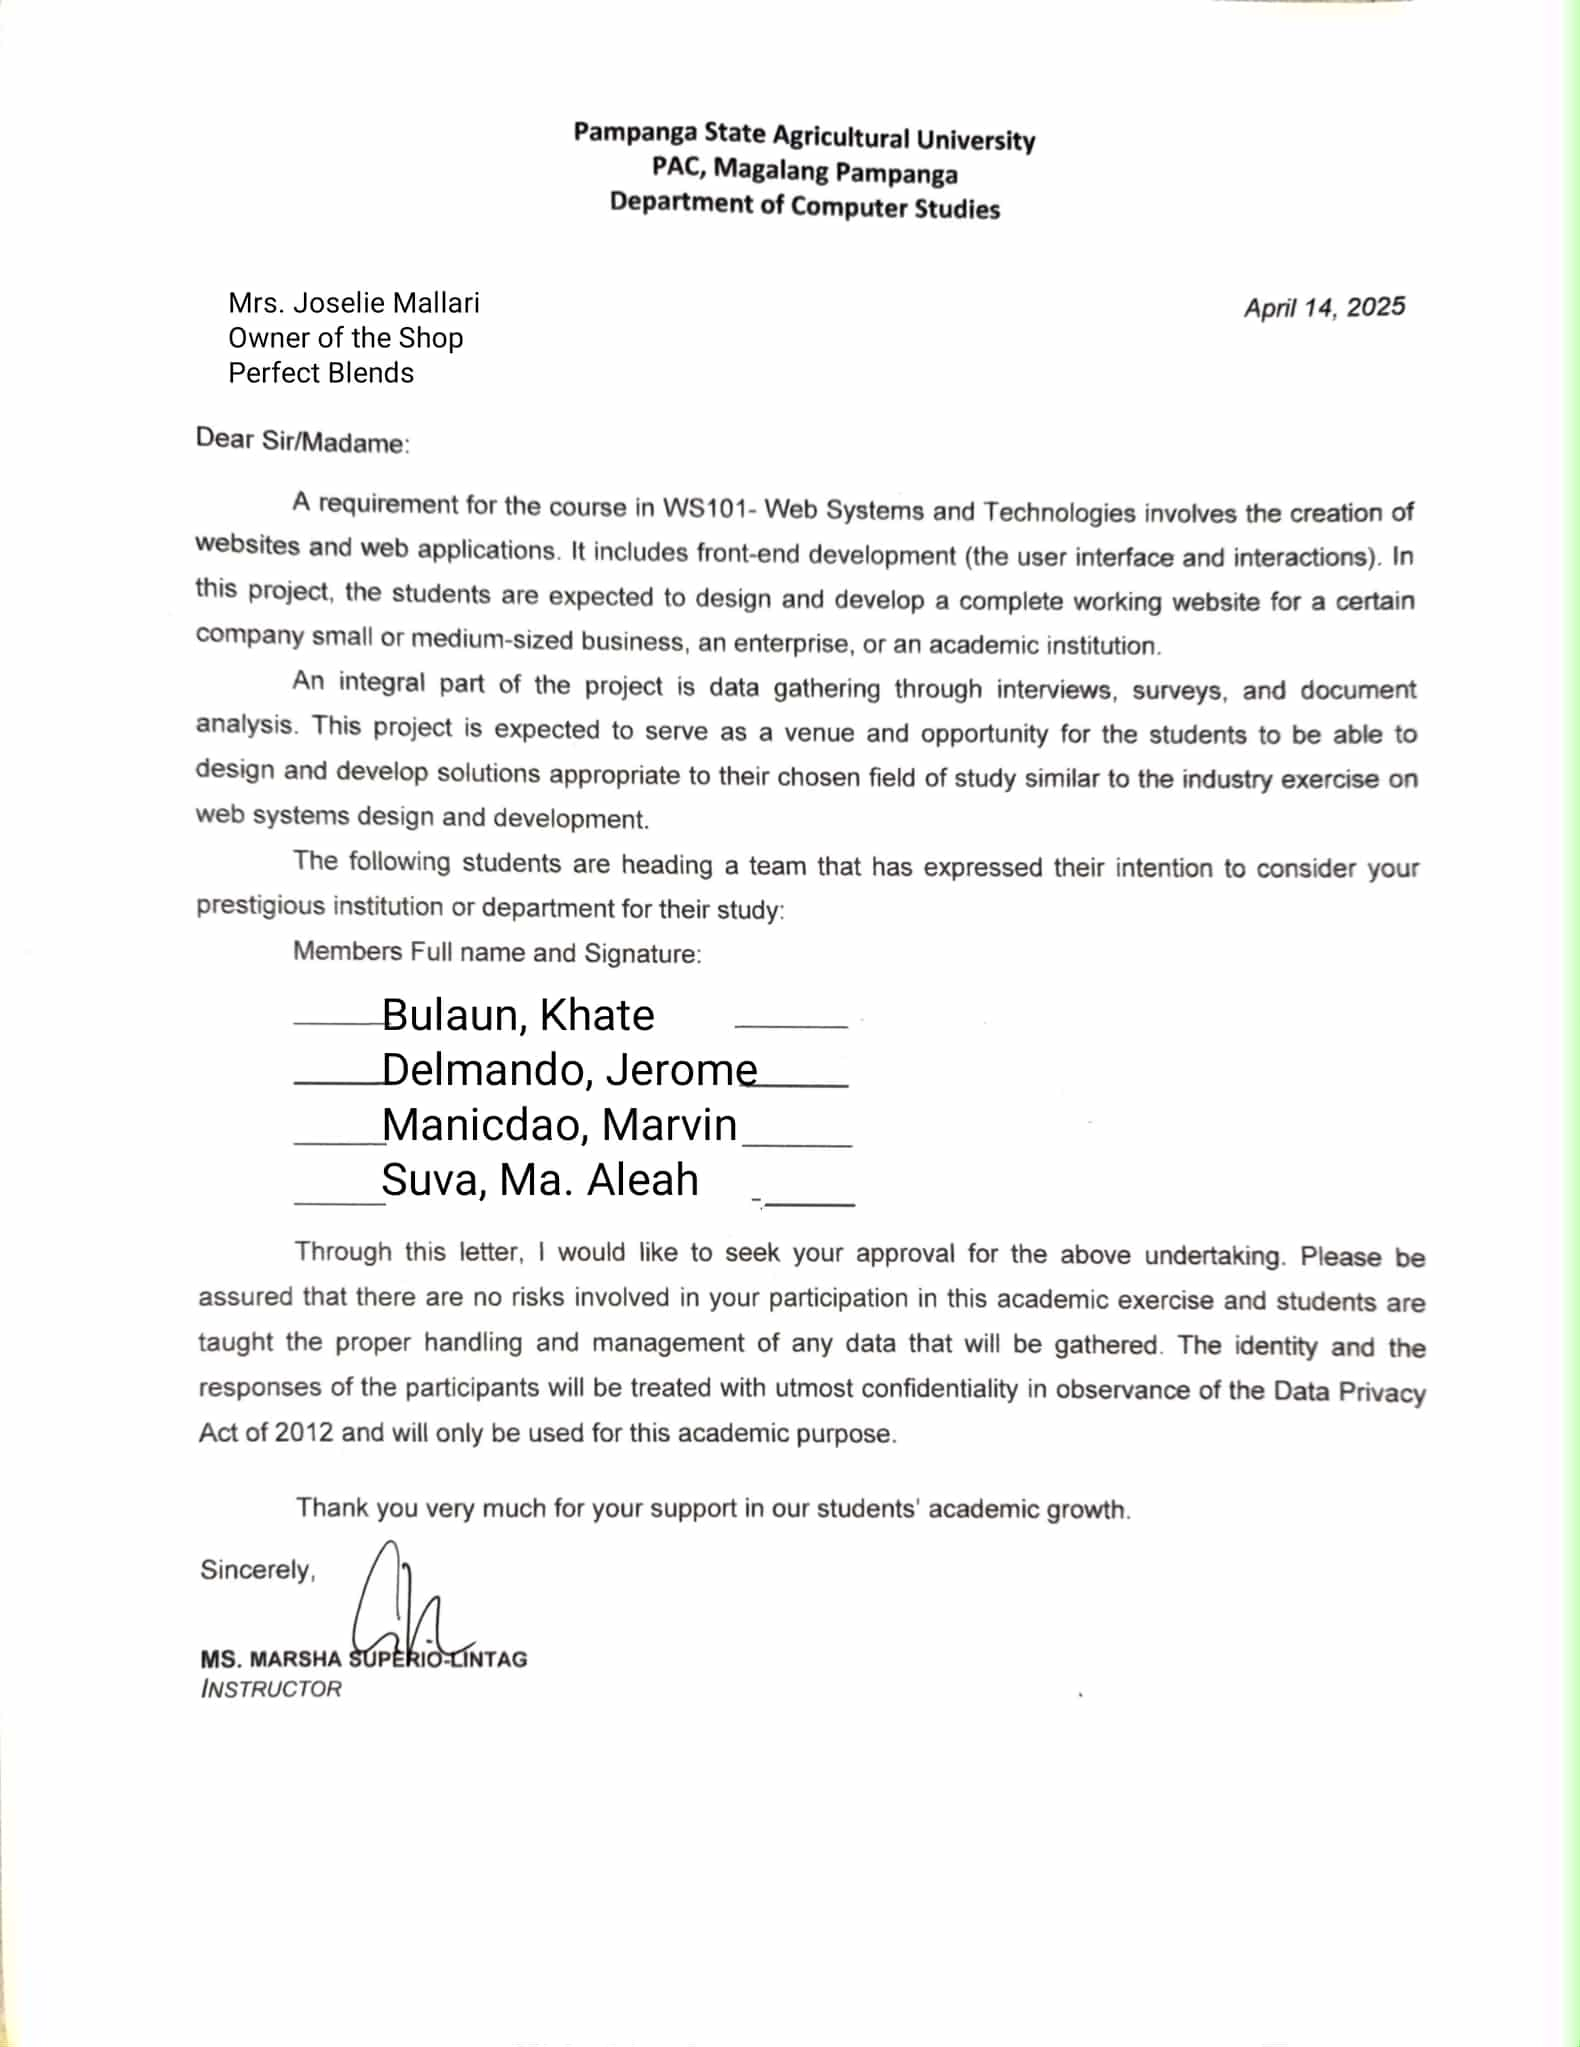 Pampanga State Agricultural University
PAC, Magalang Pampanga
Department of Computer Studies
Mrs. Joselie Mallari
April 14, 2025
Owner of the Shop
Perfect Blends
Dear Sir/Madame:
A requirement for the course in WS101- Web Systems and Technologies involves the creation of
websites and web applications. It includes front-end development (the user interface and interactions). In
this project, the students are expected to design and develop a complete working website for a certain
company small or medium-sized business, an enterprise, or an academic institution.
An integral part of the project is data gathering through interviews, surveys, and document
analysis. This project is expected to serve as a venue and opportunity for the students to be able to
design and develop solutions appropriate to their chosen field of study similar to the industry exercise on
web systems design and development.
The following students are heading a team that has expressed their intention to consider your
prestigious institution or department for their study:
Members Full name and Signature:
Bulaun, Khate
Delmando, Jerome
Manicdao, Marvin
Suva, Ma. Aleah
Through this letter, I would like to seek your approval for the above undertaking. Please be
assured that there are no risks involved in your participation in this academic exercise and students are
taught the proper handling and management of any data that will be gathered. The identity and the
responses of the participants will be treated with utmost confidentiality in observance of the Data Privacy
Act of 2012 and will only be used for this academic purpose.
Thank you very much for your support in our students' academic growth.
Sincerely,
MS. MARSHA SUPERIO-LINTAG
INSTRUCTOR